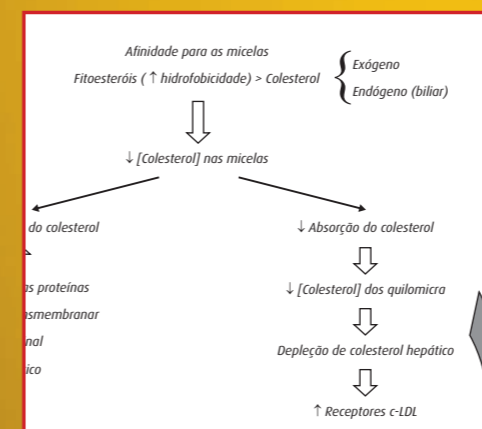 Afinidade para as micelas
Fitoesteróis (↑ hidrofobicidade) > Colesterol
Exógeno
Endógeno (biliar)
↓ [Colesterol] nas micelas
do colesterol
as proteínas
nsmembranar
nal
ico
↓ Absorção do colesterol
↓ [Colesterol] dos quilomicra
Depleção de colesterol hepático
↑ Receptores c-LDL